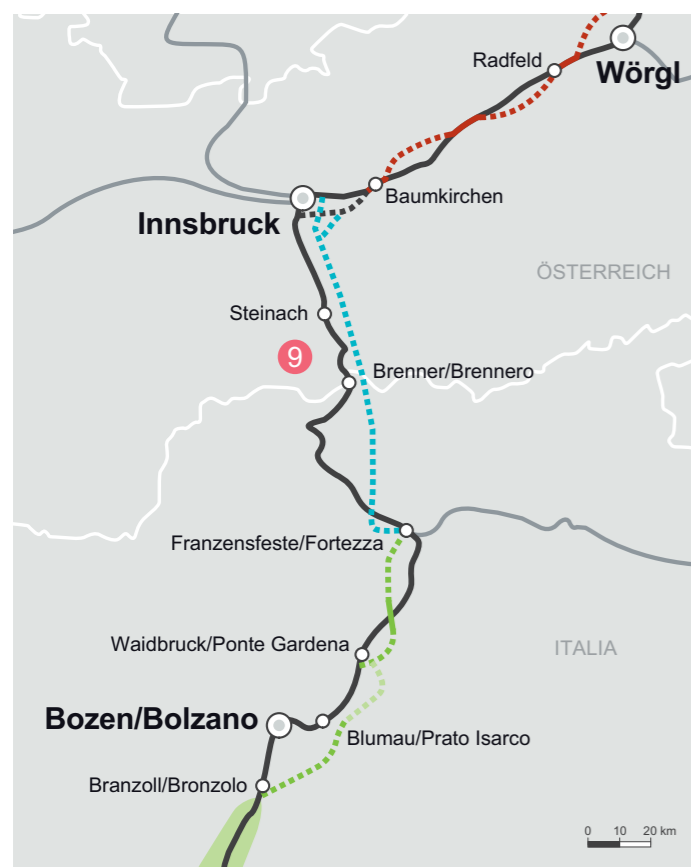 Radfeld
Wörgl
Baumkirchen
Innsbruck
ÖSTERREICH
Steinach
9
Brenner/Brennero
Franzensfeste/Fortezza
Waidbruck/Ponte Gardena
ITALIA
Bozen/Bolzano
Blumau/Prato Isarco
Branzoll/Bronzolo
0 10 20 km